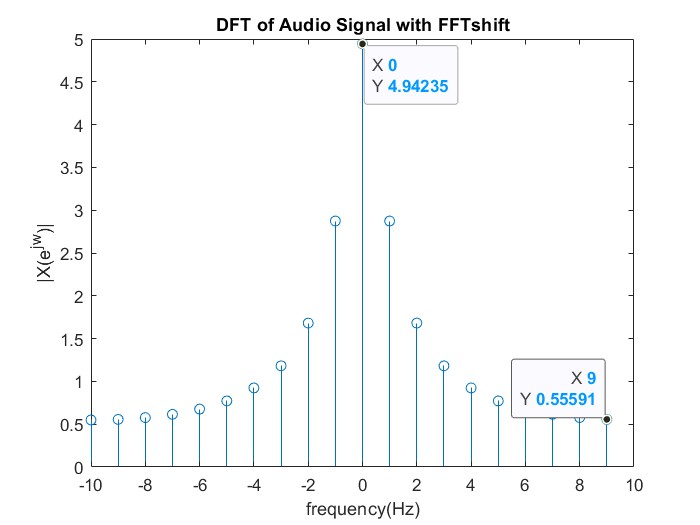 DFT of Audio Signal with FFTshift
5
4.5
4
3.5
3
2.5
2
1.5
1
0.5
0
|X(e^jw)|
X 0
Y 4.94235
X 9
Y 0.55591
-10 -8 -6 -4 -2 0 2 4 6 8 10
frequency(Hz)